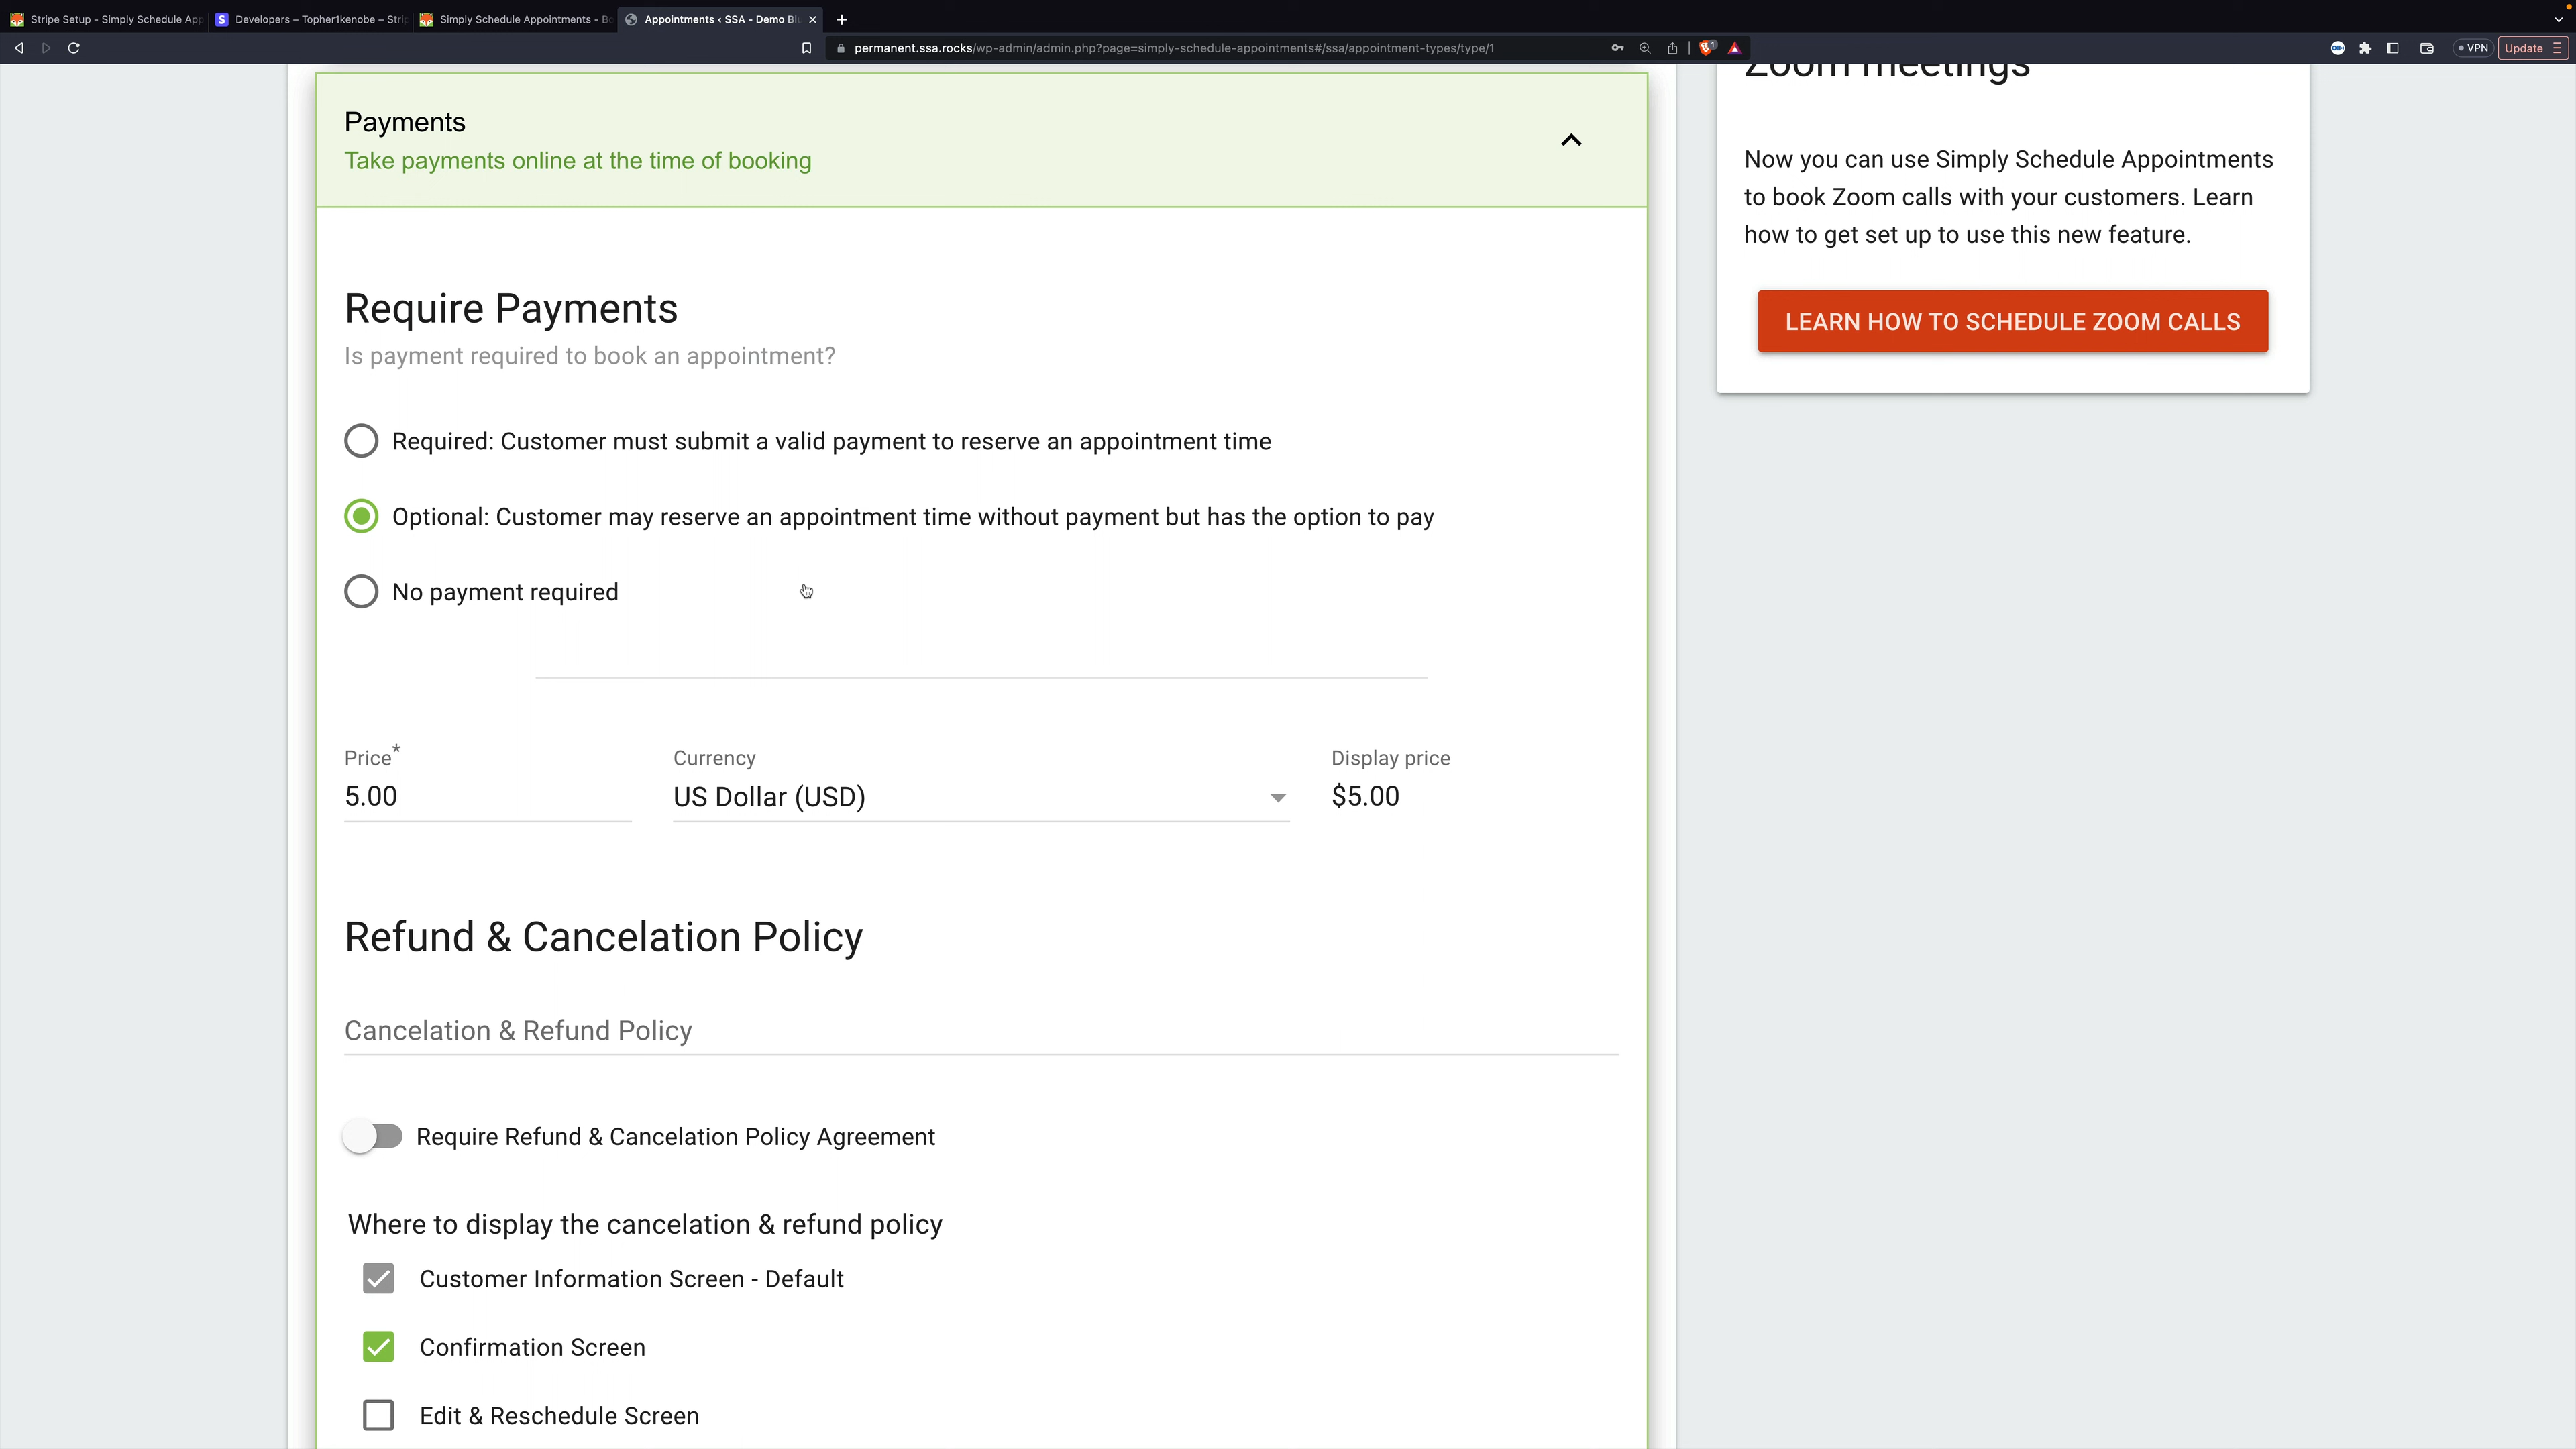 Stripe Setup - Simply Schedule App
Developers – Topher1kenobe – Strip
Simply Schedule Appointments - Bo
Appointments ‹ SSA - Demo Blu
permanent.ssa.rocks/wp-admin/admin.php?page=simply-schedule-appointments#/ssa/appointment-types/type/1
1
VPN
Update
Payments
Take payments online at the time of booking
Require Payments
Is payment required to book an appointment?
Required: Customer must submit a valid payment to reserve an appointment time
Optional: Customer may reserve an appointment time without payment but has the option to pay
No payment required
Price*
Currency
Display price
5.00
US Dollar (USD)
$5.00
Refund & Cancelation Policy
Cancelation & Refund Policy
Require Refund & Cancelation Policy Agreement
Where to display the cancelation & refund policy
Customer Information Screen - Default
Confirmation Screen
Edit & Reschedule Screen
Zoom meetings
Now you can use Simply Schedule Appointments
to book Zoom calls with your customers. Learn
how to get set up to use this new feature.
LEARN HOW TO SCHEDULE ZOOM CALLS